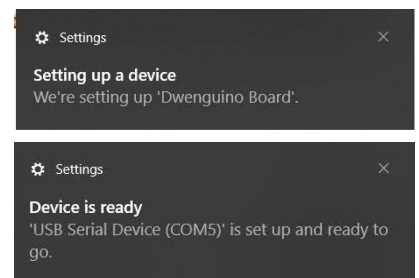 Settings
Setting up a device
We're setting up 'Dwenguino Board'.
Settings
Device is ready
'USB Serial Device (COM5)' is set up and ready to
go.